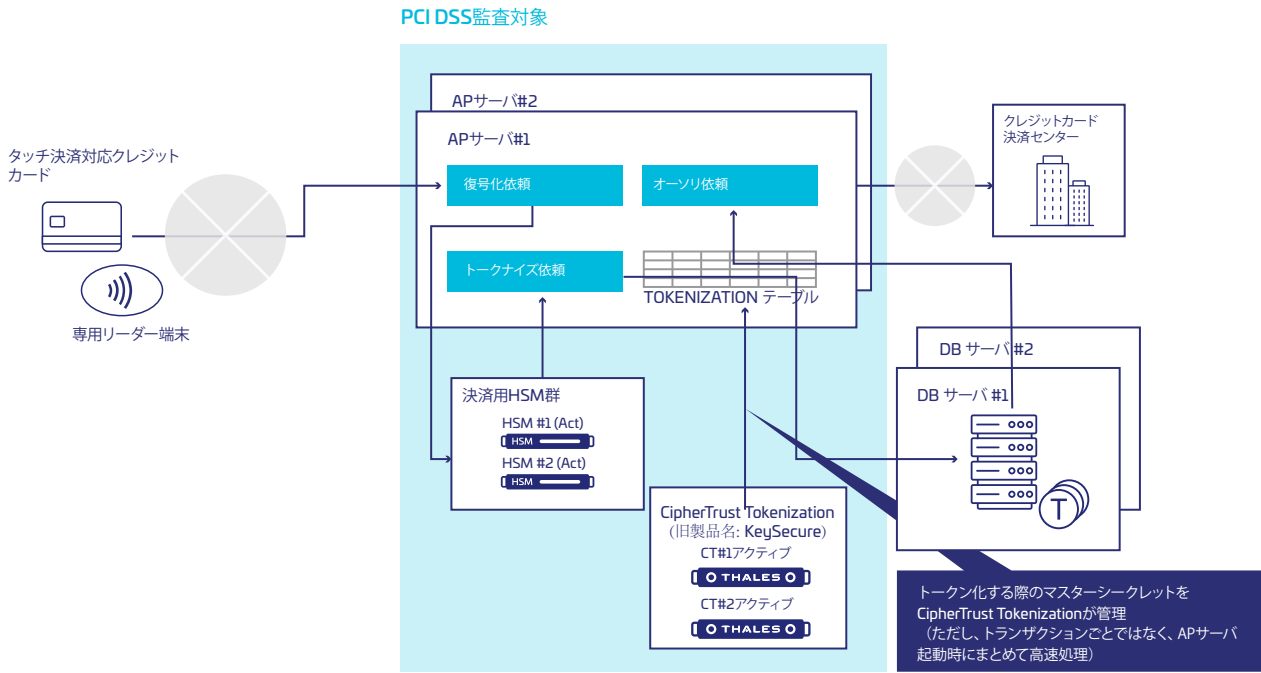 PCI DSS監査対象
APサーバ#2
APサーバ#1
復号化依頼
オーソリ依頼
トークナイズ依頼
TOKENIZATION テーブル
タッチ決済対応クレジット
カード
専用リーダー端末
クレジットカード
決済センター
決済用HSM群
HSM #1 (Act)
HSM
HSM #2 (Act)
HSM
CipherTrust Tokenization
(旧製品名: KeySecure)
CT#1アクティブ
THALES
CT#2アクティブ
THALES
DB サーバ #2
DB サーバ #1
T
トークン化する際のマスターシークレットを
CipherTrust Tokenizationが管理
（ただし、トランザクションごとではなく、APサーバ
起動時にまとめて高速処理）